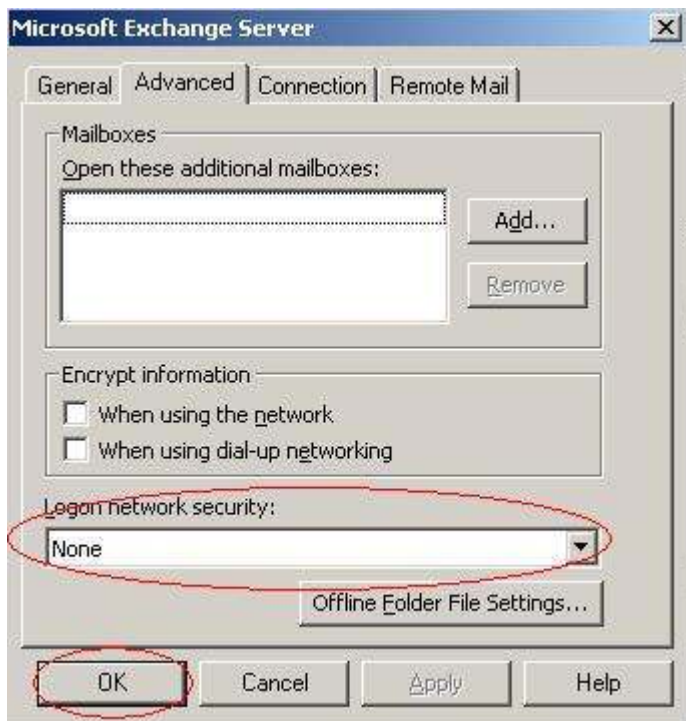 Microsoft Exchange Server
General Advanced Connection Remote Mail
Mailboxes
Open these additional mailboxes:
Add...
Remove
Encrypt information
When using the network
When using dial-up networking
Logon network security:
None
Offline Folder File Settings...
OK Cancel Apply Help